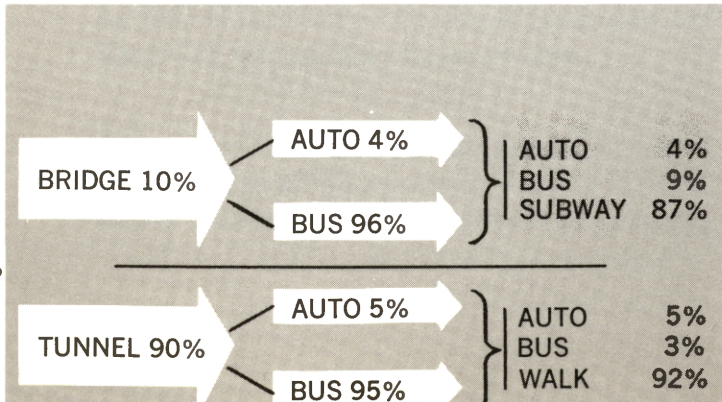 BRIDGE 10%
AUTO 4%
BUS 96%
AUTO 4%
BUS 9%
SUBWAY 87%
TUNNEL 90%
AUTO 5%
BUS 95%
AUTO 5%
BUS 3%
WALK 92%